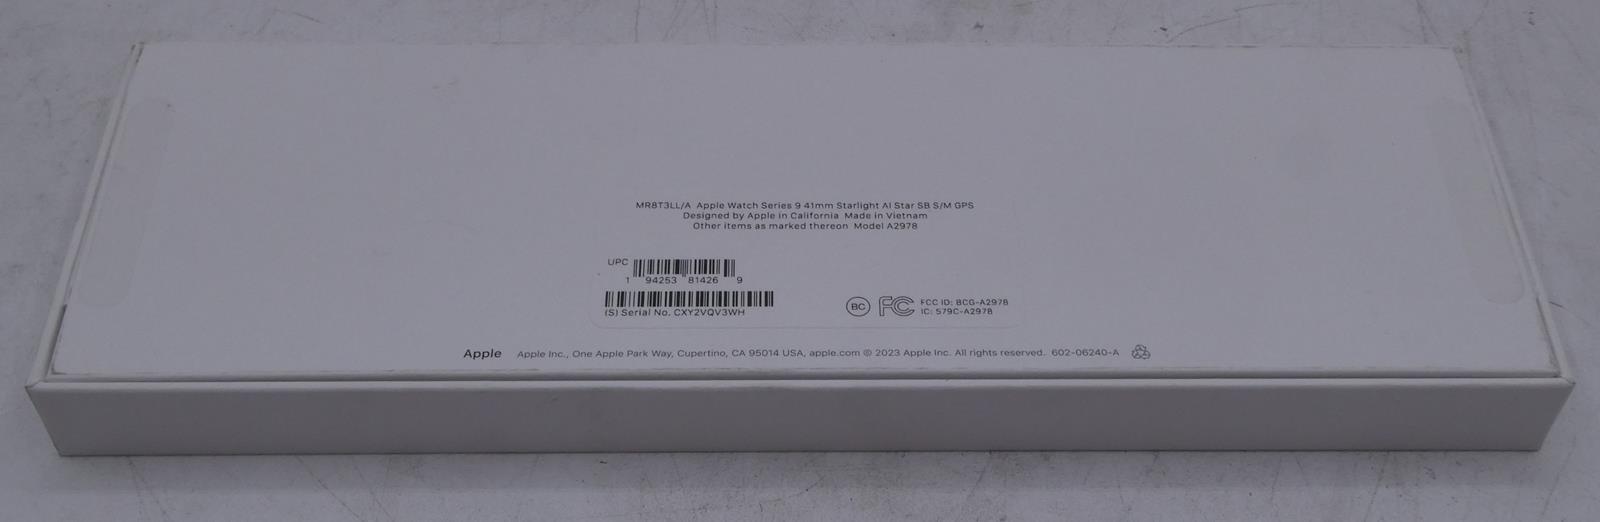 MR8T3LL/A Apple Watch Series 9 41mm Starlight Al Star SB S/M GPS
Designed by Apple in California Made in Vietnam
Other items as marked thereon Model A2978
UPC
1 94253 81426 9
(S) Serial No. CXY2VQV3WH
BC FC FCC ID: BCG-A2978
IC: 579C-A2978
Apple Apple Inc., One Apple Park Way, Cupertino, CA 95014 USA, apple.com © 2023 Apple Inc. All rights reserved. 602-06240-A